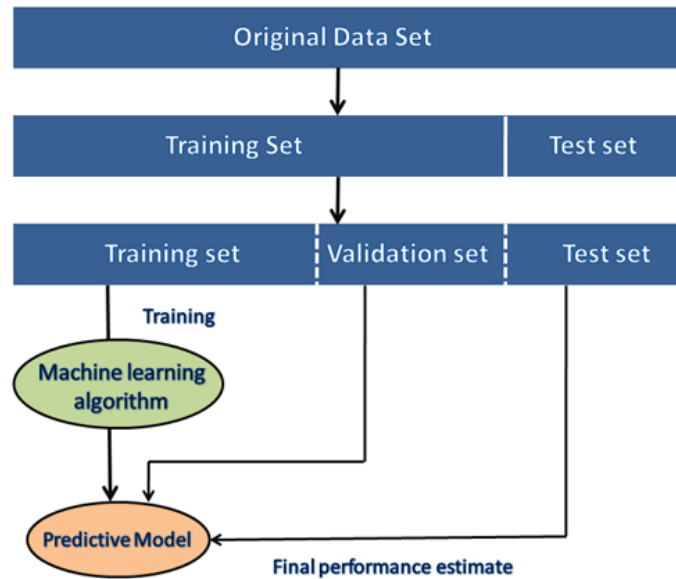 Original Data Set
Training Set
Test set
Training set
Validation set
Test set
Training
Machine learning
algorithm
Predictive Model
Final performance estimate